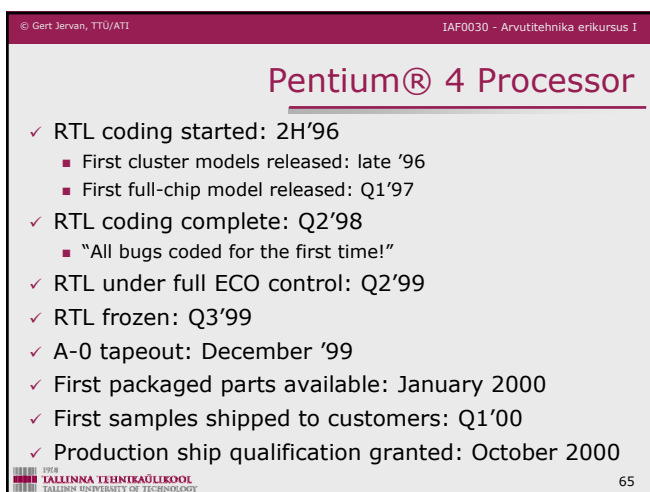 © Gert Jervan, TTÜ/ATI
IAF0030 - Arvutitehnika erikursus I
Pentium® 4 Processor
✓ RTL coding started: 2H’96
■ First cluster models released: late ’96
■ First full-chip model released: Q1’97
✓ RTL coding complete: Q2’98
■ “All bugs coded for the first time!”
✓ RTL under full ECO control: Q2’99
✓ RTL frozen: Q3’99
✓ A-0 tapeout: December ’99
✓ First packaged parts available: January 2000
✓ First samples shipped to customers: Q1’00
✓ Production ship qualification granted: October 2000
1918
TALLINNA TEHNIKAÜLIKOOL
TALLINN UNIVERSITY OF TECHNOLOGY
65